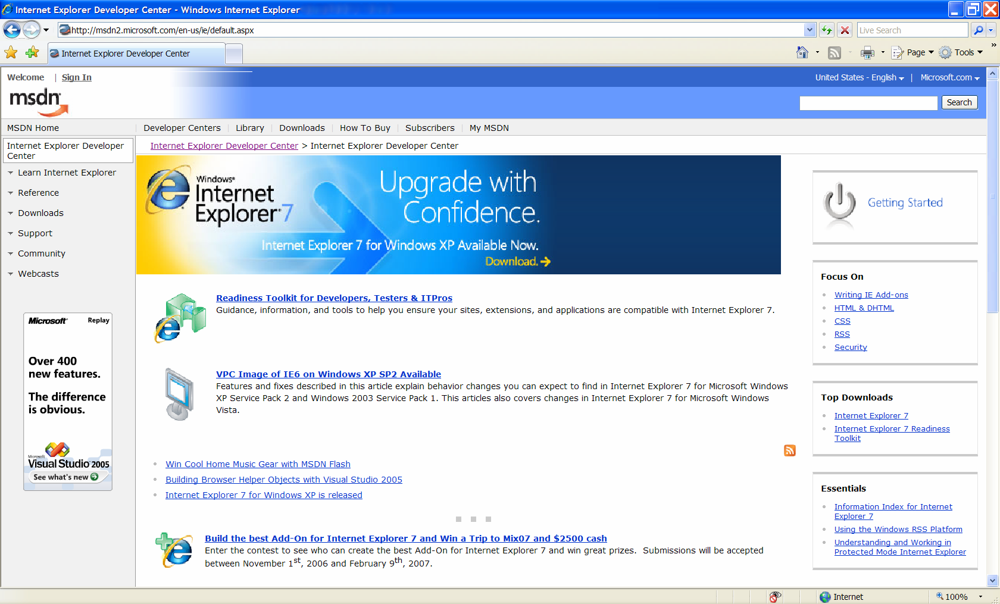 Internet Explorer Developer Center - Windows Internet Explorer
http://msdn2.microsoft.com/en-us/ie/default.aspx
Live Search
Internet Explorer Developer Center
Page
Tools
Welcome | Sign In
United States - English | Microsoft.com
msdn
Search
MSDN Home
Developer Centers | Library | Downloads | How To Buy | Subscribers | My MSDN
Internet Explorer Developer
Center
Learn Internet Explorer
Reference
Downloads
Support
Community
Webcasts
Microsoft Replay
Over 400
new features.
The difference
is obvious.
Microsoft
Visual Studio 2005
See what's new
Internet Explorer Developer Center > Internet Explorer Developer Center
Windows
Internet
Explorer 7
Upgrade with
Confidence.
Internet Explorer 7 for Windows XP Available Now.
Download.
Readiness Toolkit for Developers, Testers & ITPros
Guidance, information, and tools to help you ensure your sites, extensions, and applications are compatible with Internet Explorer 7.
VPC Image of IE6 on Windows XP SP2 Available
Features and fixes described in this article explain behavior changes you can expect to find in Internet Explorer 7 for Microsoft Windows
XP Service Pack 2 and Windows 2003 Service Pack 1. This articles also covers changes in Internet Explorer 7 for Microsoft Windows
Vista.
Win Cool Home Music Gear with MSDN Flash
Building Browser Helper Objects with Visual Studio 2005
Internet Explorer 7 for Windows XP is released
Build the best Add-On for Internet Explorer 7 and Win a Trip to Mix07 and $2500 cash
Enter the contest to see who can create the best Add-On for Internet Explorer 7 and win great prizes.  Submissions will be accepted
between November 1st, 2006 and February 9th, 2007.
Getting Started
Focus On
Writing IE Add-ons
HTML & DHTML
CSS
RSS
Security
Top Downloads
Internet Explorer 7
Internet Explorer 7 Readiness
Toolkit
Essentials
Information Index for Internet
Explorer 7
Using the Windows RSS Platform
Understanding and Working in
Protected Mode Internet Explorer
Internet
100%